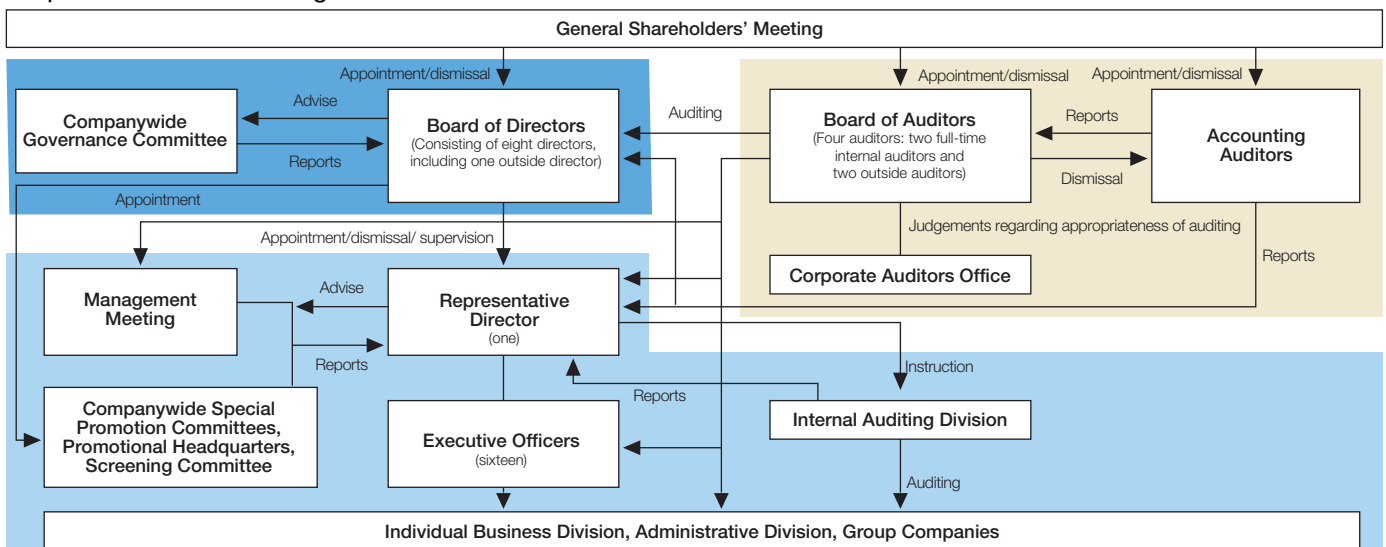 General Shareholders’ Meeting
Appointment/dismissal
Appointment/dismissal
Appointment/dismissal
Companywide
Governance Committee
Advise
Reports
Board of Directors
(Consisting of eight directors,
including one outside director)
Auditing
Board of Auditors
(Four auditors: two full-time
internal auditors and
two outside auditors)
Reports
Dismissal
Accounting
Auditors
Appointment
Appointment/dismissal/ supervision
Judgements regarding appropriateness of auditing
Reports
Corporate Auditors Office
Management
Meeting
Advise
Reports
Representative
Director
(one)
Instruction
Reports
Companywide Special
Promotion Committees,
Promotional Headquarters,
Screening Committee
Executive Officers
(sixteen)
Internal Auditing Division
Auditing
Individual Business Division, Administrative Division, Group Companies